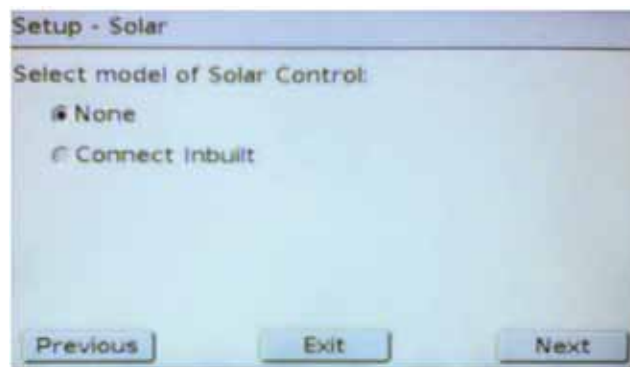 Setup - Solar
Select model of Solar Control:
None
Connect Inbuilt
Previous Exit Next